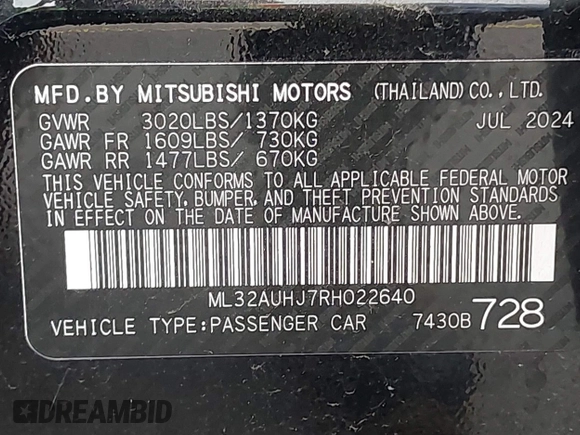 MFD.BY MITSUBISHI MOTORS (THAILAND)CO.,LTD.
GVWR 3020LBS/1370KG JUL 2024
GAWR FR 1609LBS/ 730KG
GAWR RR 1477LBS/ 670KG
THIS VEHICLE CONFORMS TO ALL APPLICABLE FEDERAL MOTOR
VEHICLE SAFETY, BUMPER, AND THEFT PREVENTION STANDARDS
IN EFFECT ON THE DATE OF MANUFACTURE SHOWN ABOVE.
ML32AUHJ7RH022640
VEHICLE TYPE:PASSENGER CAR 7430B728
DREAMBID